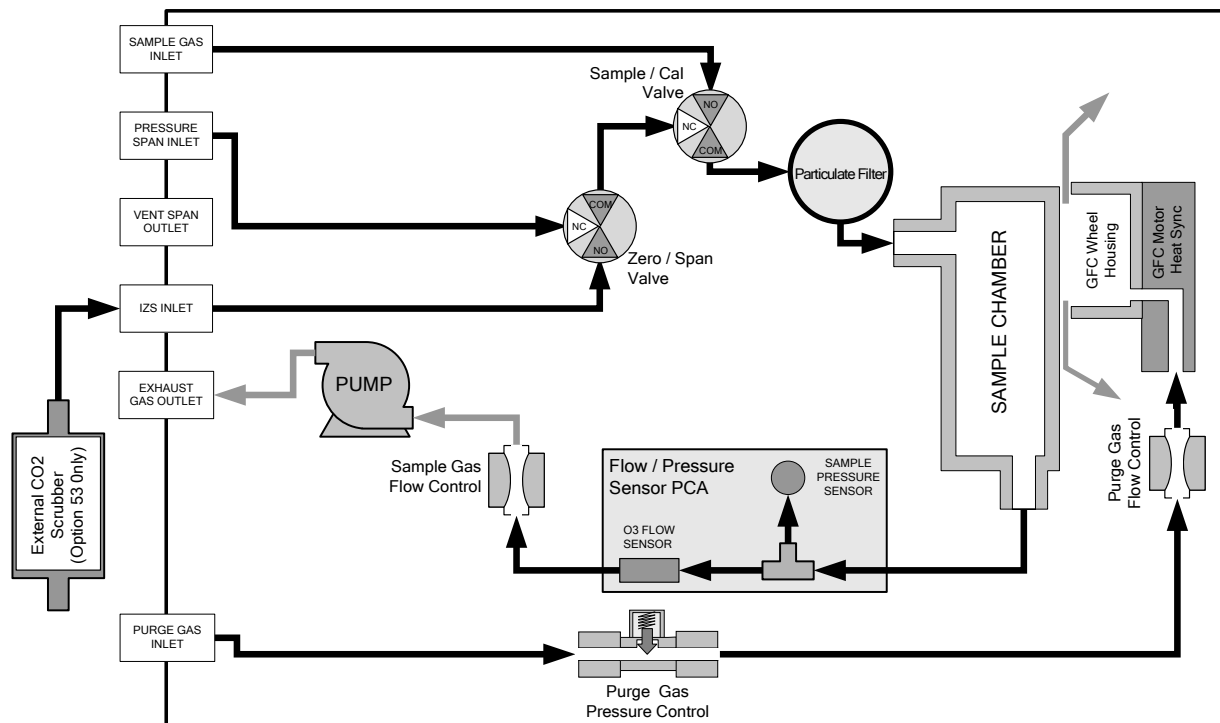 SAMPLE GAS
INLET
PRESSURE
SPAN INLET
VENT SPAN
OUTLET
IZS INLET
EXHAUST
GAS OUTLET
PURGE GAS
INLET
External CO2
Scrubber
(Option 53 0nly)
Sample / Cal
Valve
NO
NC
COM
Zero / Span
Valve
COM
NC
NO
Particulate Filter
SAMPLE CHAMBER
GFC Wheel
Housing
GFC Motor
Heat Sync
PUMP
Sample Gas
Flow Control
Flow / Pressure
Sensor PCA
SAMPLE
PRESSURE
SENSOR
O3 FLOW
SENSOR
Purge Gas
Flow Control
Purge Gas
Pressure Control